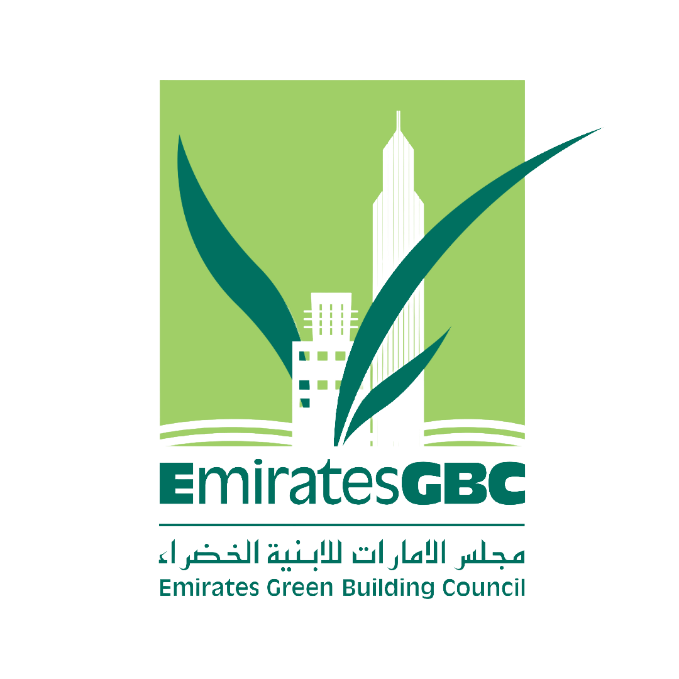 EmiratesGBC
مجلس الامارات للابنية الخضراء
Emirates Green Building Council